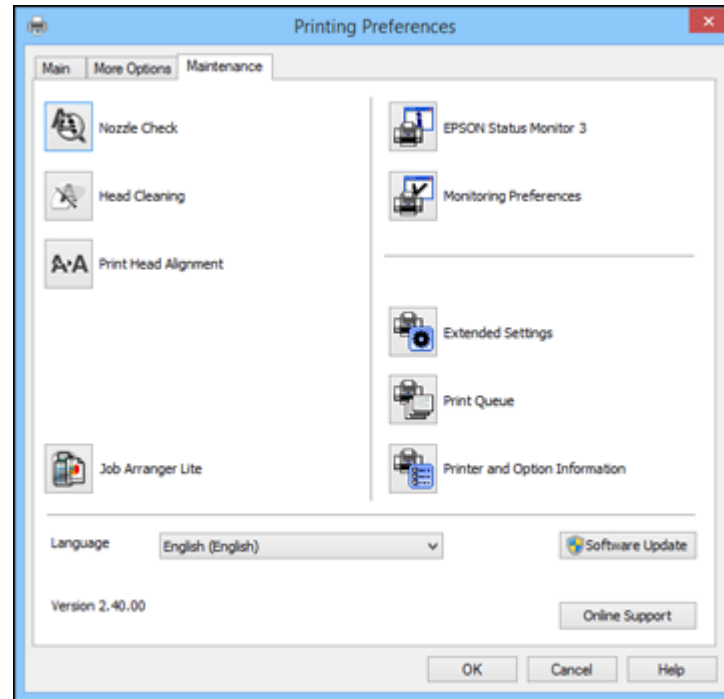 Printing Preferences
Main
More Options
Maintenance
Nozzle Check
Head Cleaning
A·A Print Head Alignment
Job Arranger Lite
EPSON Status Monitor 3
Monitoring Preferences
Extended Settings
Print Queue
Printer and Option Information
Language
English (English)
Software Update
Version 2.40.00
Online Support
OK
Cancel
Help